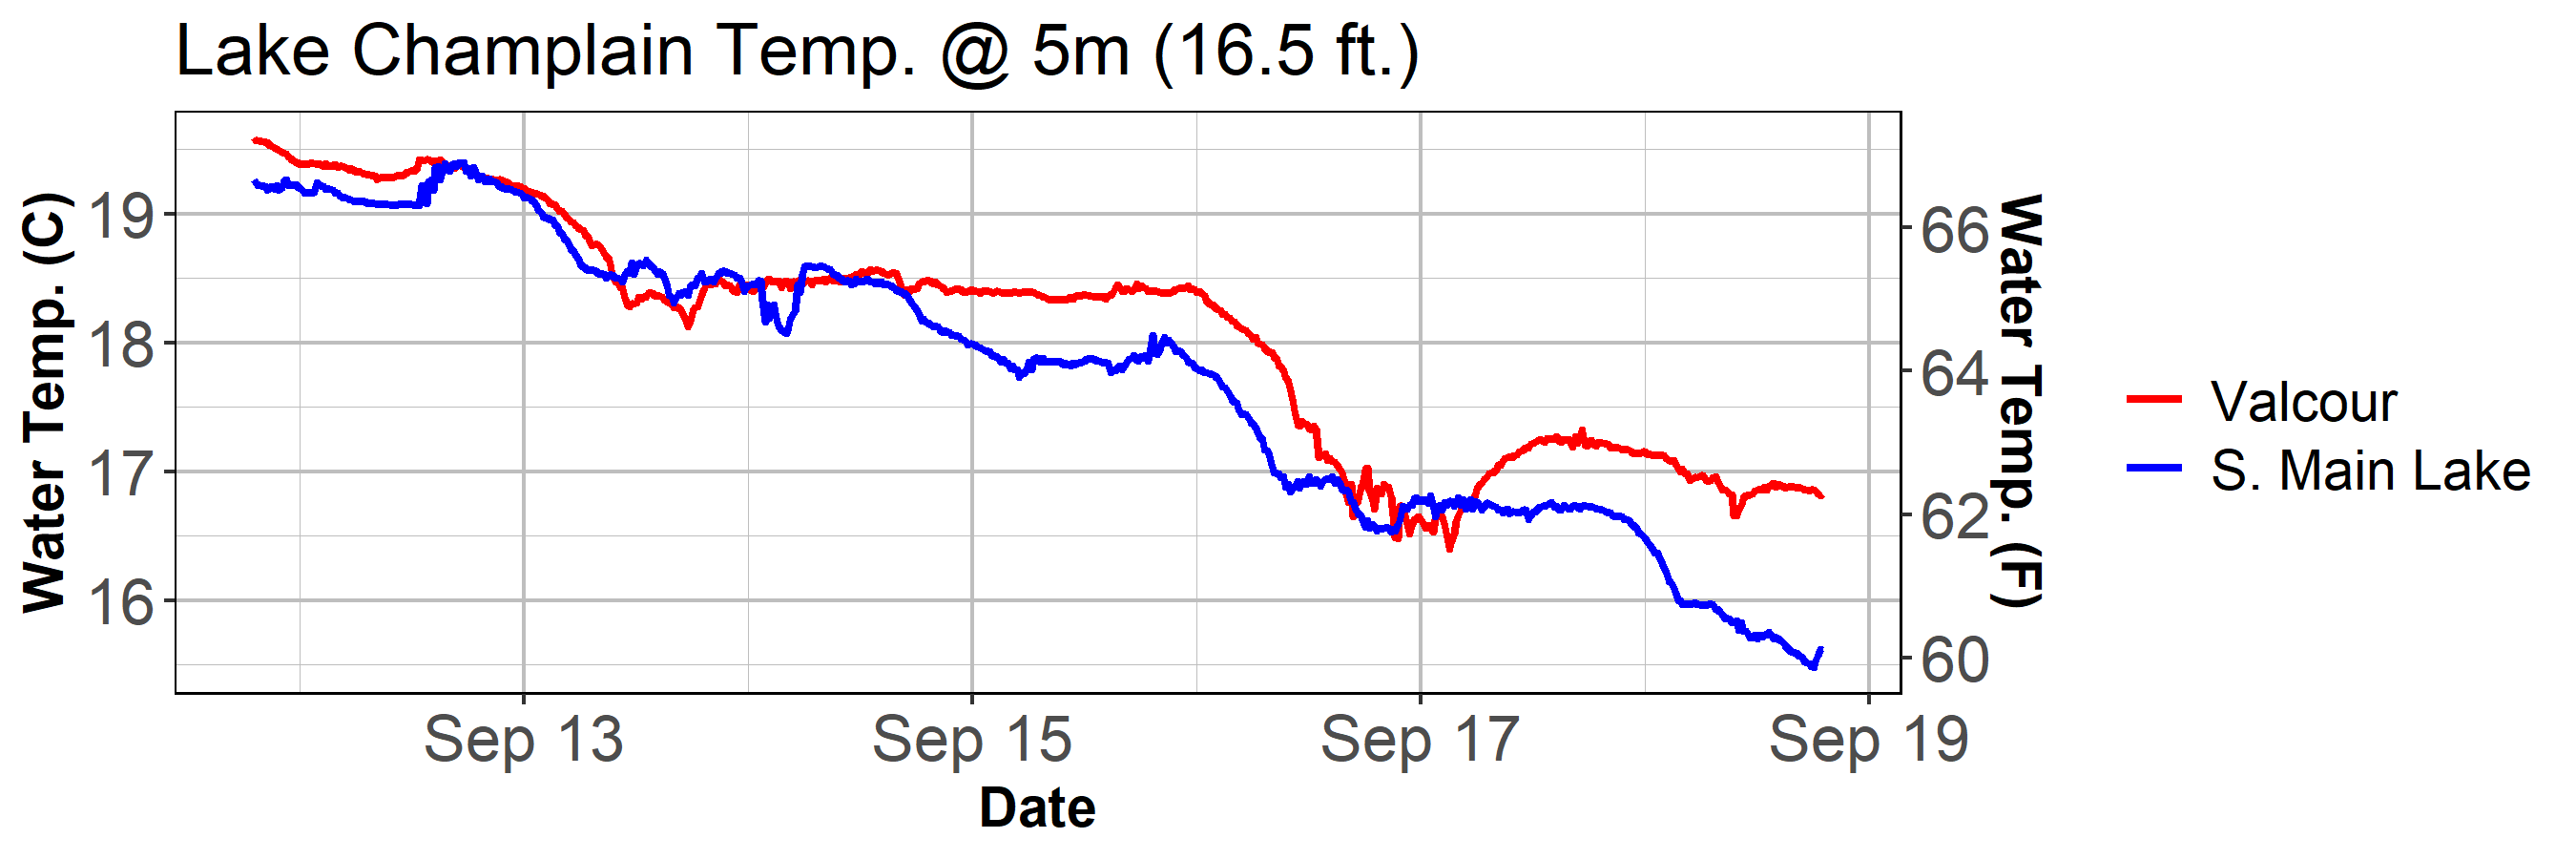 Lake Champlain Temp. @ 5m (16.5 ft.)
Water Temp. (C)
19
18
17
16
66
64
62
60
Water Temp. (F)
Sep 13
Sep 15
Sep 17
Sep 19
Date
Valcour
S. Main Lake